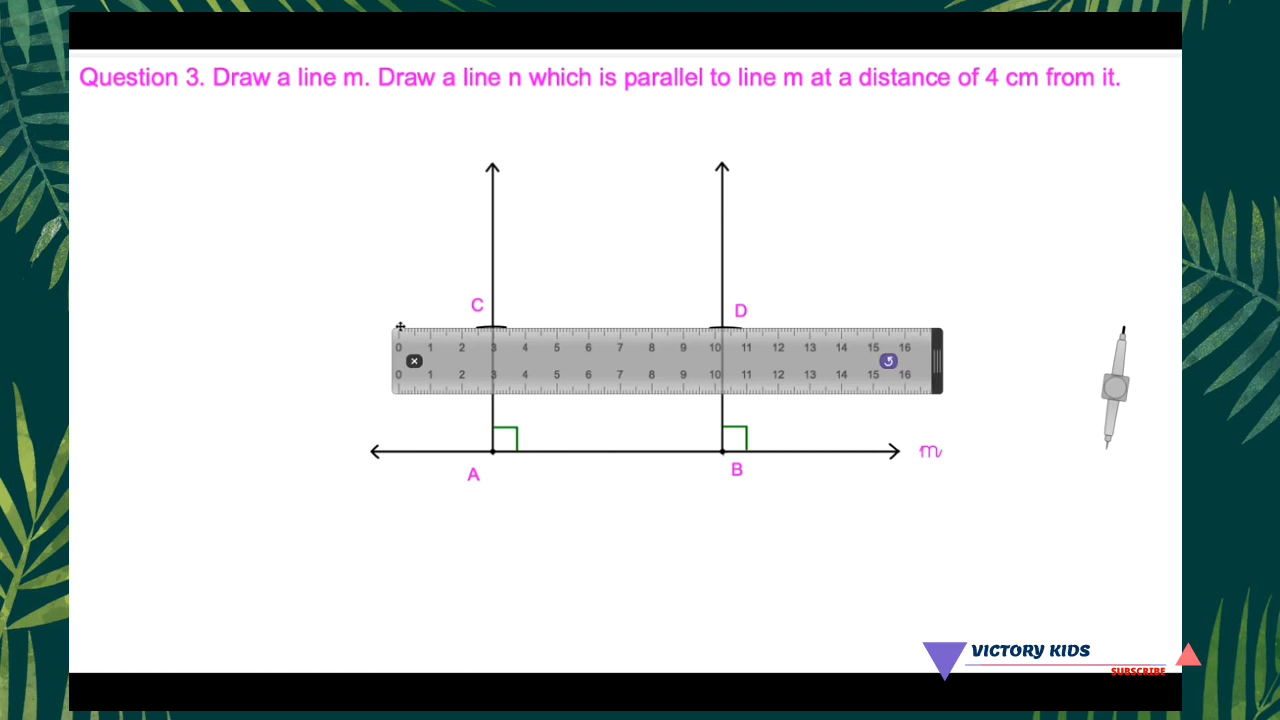 Question 3. Draw a line m. Draw a line n which is parallel to line m at a distance of 4 cm from it.
C
D
0 1 2 3 4 5 6 7 8 9 10 11 12 13 14 15 16
0 1 2 3 4 5 6 7 8 9 10 11 12 13 14 15 16
m
A
B
VICTORY KIDS
SUBSCRIBE